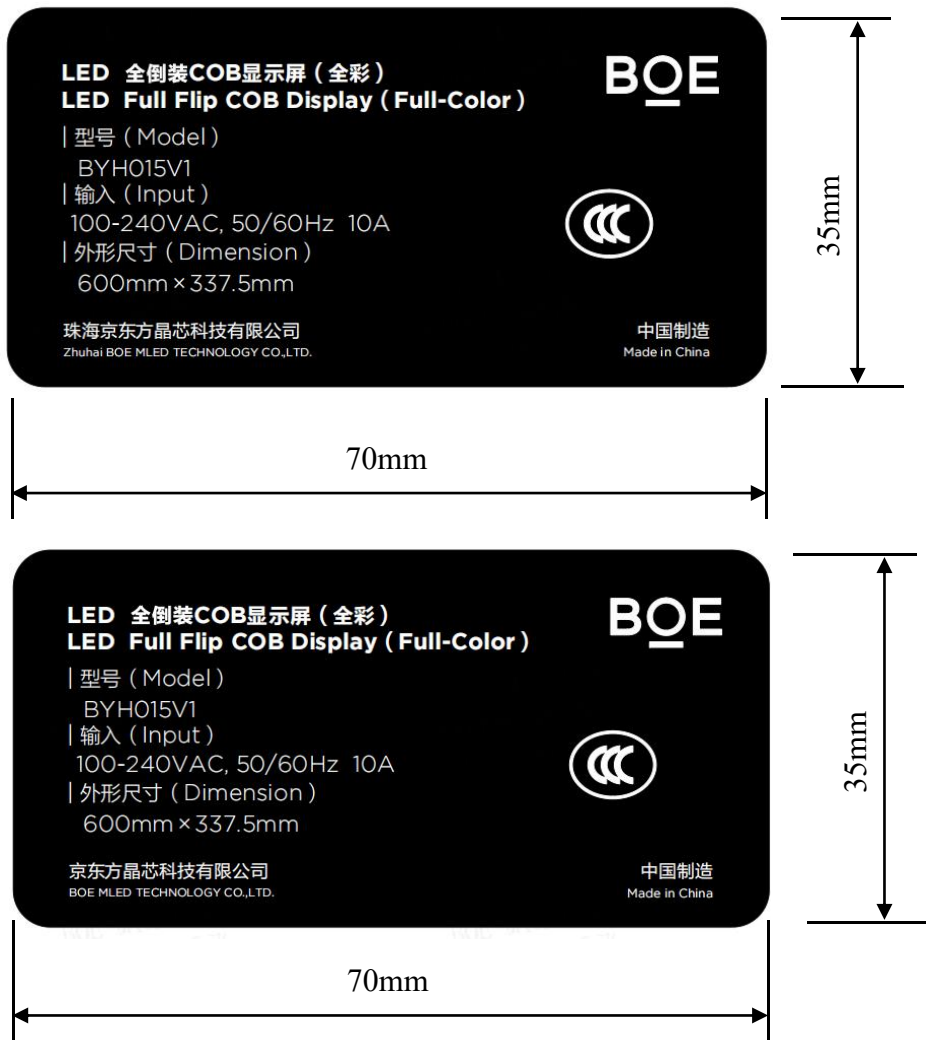 LED 全倒装COB显示屏（全彩）
BOE
LED Full Flip COB Display（Full-Color）
| 型号（Model）
BYH015V1
| 输入（Input）
100-240VAC, 50/60Hz 10A
CCC
35mm
| 外形尺寸（Dimension）
600mm×337.5mm
珠海京东方晶芯科技有限公司
中国制造
Zhuhai BOE MLED TECHNOLOGY CO.,LTD.
Made in China
70mm
LED 全倒装COB显示屏（全彩）
BOE
LED Full Flip COB Display（Full-Color）
| 型号（Model）
BYH015V1
| 输入（Input）
100-240VAC, 50/60Hz 10A
CCC
35mm
| 外形尺寸（Dimension）
600mm×337.5mm
京东方晶芯科技有限公司
中国制造
BOE MLED TECHNOLOGY CO.,LTD.
Made in China
70mm